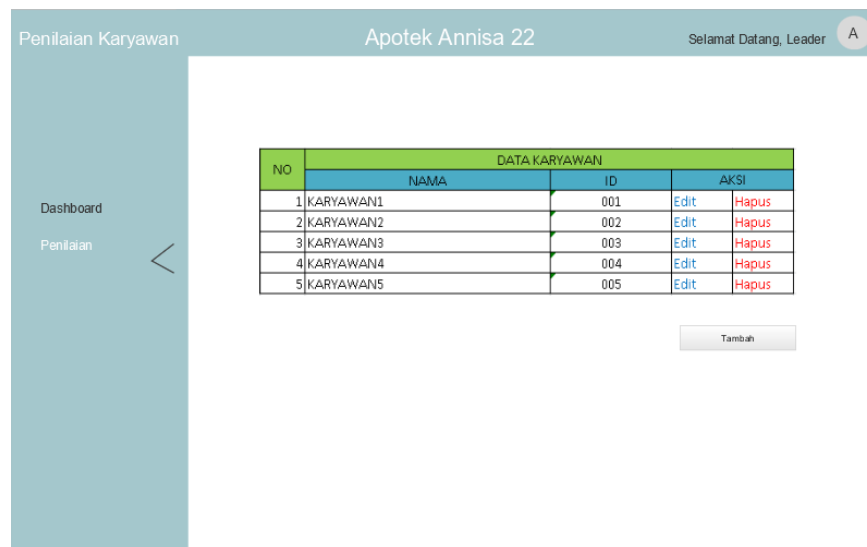 Penilaian Karyawan
Apotek Annisa 22
Selamat Datang, Leader
A
Dashboard
Penilaian
NO DATA KARYAWAN
NAMA ID AKSI
1 KARYAWAN1 001 Edit Hapus
2 KARYAWAN2 002 Edit Hapus
3 KARYAWAN3 003 Edit Hapus
4 KARYAWAN4 004 Edit Hapus
5 KARYAWAN5 005 Edit Hapus
Tambah